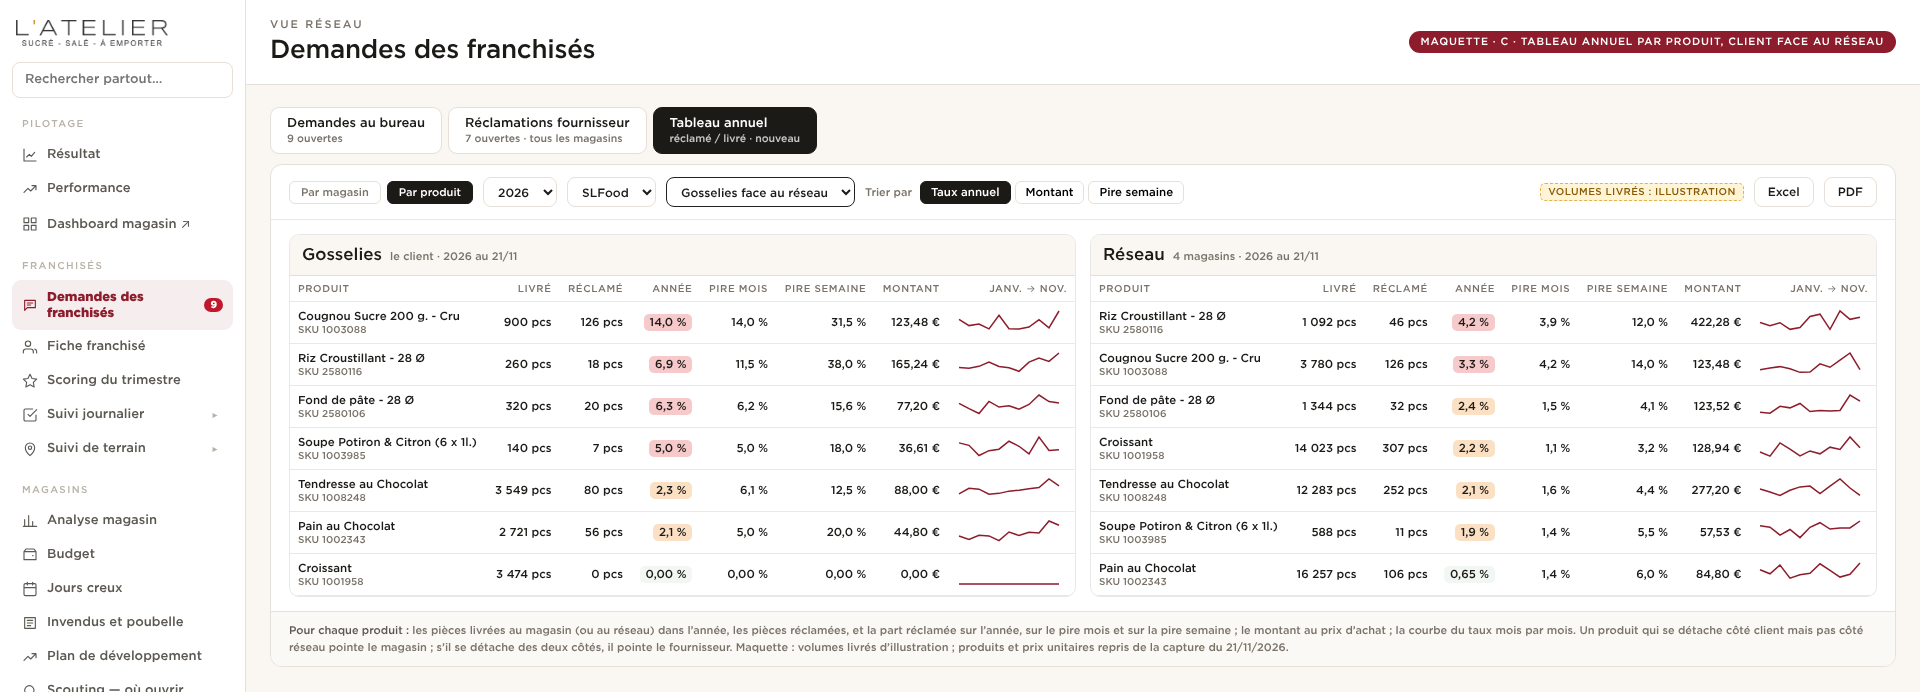 L'ATELIER
SUCRÉ - SALÉ - À EMPORTER
Rechercher partout...
PILOTAGE
Résultat
Performance
Dashboard magasin ↗
FRANCHISÉS
Demandes des franchisés 9
Fiche franchisé
Scoring du trimestre
Suivi journalier ▸
Suivi de terrain ▸
MAGASINS
Analyse magasin
Budget
Jours creux
Invendus et poubelle
Plan de développement
Scouting — où ouvrir
VUE RÉSEAU
Demandes des franchisés
MAQUETTE · C · TABLEAU ANNUEL PAR PRODUIT, CLIENT FACE AU RÉSEAU
Demandes au bureau
9 ouvertes
Réclamations fournisseur
7 ouvertes · tous les magasins
Tableau annuel
réclamé / livré · nouveau
Par magasin Par produit 2026 SLFood Gosselies face au réseau Trier par Taux annuel Montant Pire semaine VOLUMES LIVRÉS : ILLUSTRATION Excel PDF
Gosselies le client · 2026 au 21/11
PRODUIT LIVRÉ RÉCLAMÉ ANNÉE PIRE MOIS PIRE SEMAINE MONTANT JANV. → NOV.
Cougnou Sucre 200 g. - Cru 900 pcs 126 pcs 14,0 % 14,0 % 31,5 % 123,48 €
SKU 1003088
Riz Croustillant - 28 Ø 260 pcs 18 pcs 6,9 % 11,5 % 38,0 % 165,24 €
SKU 2580116
Fond de pâte - 28 Ø 320 pcs 20 pcs 6,3 % 6,2 % 15,6 % 77,20 €
SKU 2580106
Soupe Potiron & Citron (6 x 1l.) 140 pcs 7 pcs 5,0 % 5,0 % 18,0 % 36,61 €
SKU 1003985
Tendresse au Chocolat 3 549 pcs 80 pcs 2,3 % 6,1 % 12,5 % 88,00 €
SKU 1008248
Pain au Chocolat 2 721 pcs 56 pcs 2,1 % 5,0 % 20,0 % 44,80 €
SKU 1002343
Croissant 3 474 pcs 0 pcs 0,00 % 0,00 % 0,00 % 0,00 €
SKU 1001958
Réseau 4 magasins · 2026 au 21/11
PRODUIT LIVRÉ RÉCLAMÉ ANNÉE PIRE MOIS PIRE SEMAINE MONTANT JANV. → NOV.
Riz Croustillant - 28 Ø 1 092 pcs 46 pcs 4,2 % 3,9 % 12,0 % 422,28 €
SKU 2580116
Cougnou Sucre 200 g. - Cru 3 780 pcs 126 pcs 3,3 % 4,2 % 14,0 % 123,48 €
SKU 1003088
Fond de pâte - 28 Ø 1 344 pcs 32 pcs 2,4 % 1,5 % 4,1 % 123,52 €
SKU 2580106
Croissant 14 023 pcs 307 pcs 2,2 % 1,1 % 3,2 % 128,94 €
SKU 1001958
Tendresse au Chocolat 12 283 pcs 252 pcs 2,1 % 1,6 % 4,4 % 277,20 €
SKU 1008248
Soupe Potiron & Citron (6 x 1l.) 588 pcs 11 pcs 1,9 % 1,4 % 5,5 % 57,53 €
SKU 1003985
Pain au Chocolat 16 257 pcs 106 pcs 0,65 % 1,4 % 6,0 % 84,80 €
SKU 1002343
Pour chaque produit : les pièces livrées au magasin (ou au réseau) dans l'année, les pièces réclamées, et la part réclamée sur l'année, sur le pire mois et sur la pire semaine ; le montant au prix d'achat ; la courbe du taux mois par mois. Un produit qui se détache côté client mais pas côté
réseau pointe le magasin ; s'il se détache des deux côtés, il pointe le fournisseur. Maquette : volumes livrés d'illustration ; produits et prix unitaires repris de la capture du 21/11/2026.